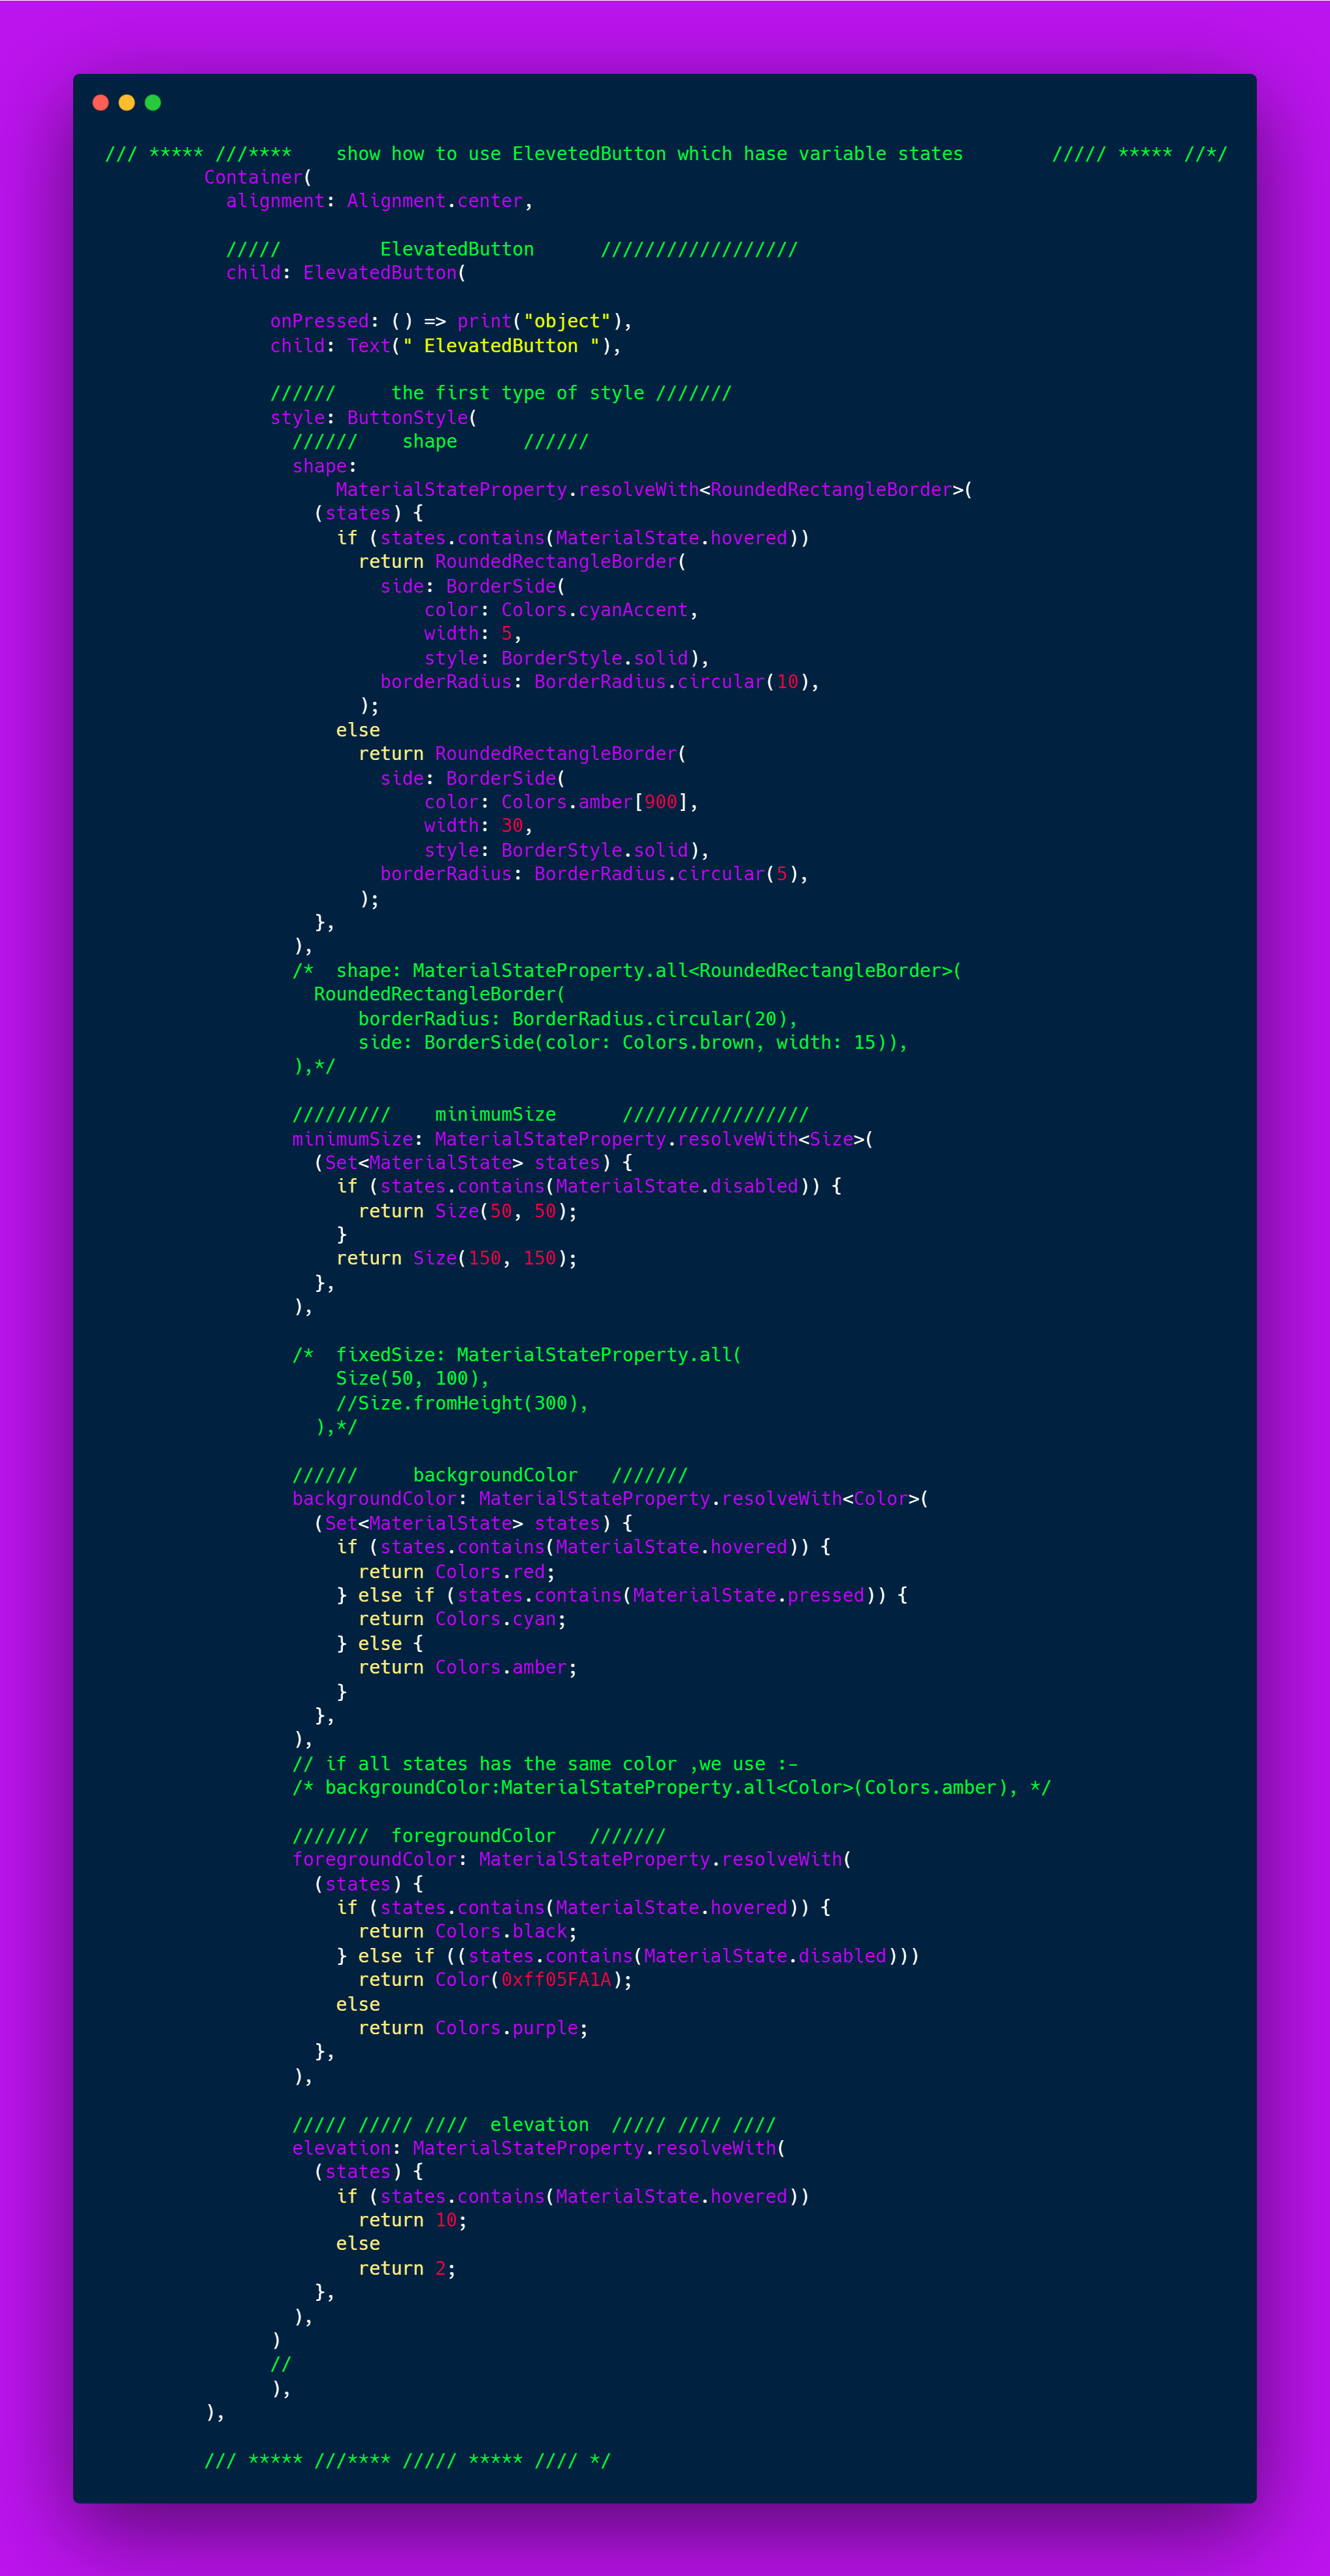 /// ***** ///****    show how to use ElevetedButton which hase variable states        ///// ***** //*/
         Container(
           alignment: Alignment.center,

           /////         ElevatedButton      //////////////////
           child: ElevatedButton(

               onPressed: () => print("object"),
               child: Text(" ElevatedButton "),

               //////     the first type of style ///////
               style: ButtonStyle(
                 //////    shape      //////
                 shape:
                     MaterialStateProperty.resolveWith<RoundedRectangleBorder>(
                   (states) {
                     if (states.contains(MaterialState.hovered))
                       return RoundedRectangleBorder(
                         side: BorderSide(
                             color: Colors.cyanAccent,
                             width: 5,
                             style: BorderStyle.solid),
                         borderRadius: BorderRadius.circular(10),
                       );
                     else
                       return RoundedRectangleBorder(
                         side: BorderSide(
                             color: Colors.amber[900],
                             width: 30,
                             style: BorderStyle.solid),
                         borderRadius: BorderRadius.circular(5),
                       );
                   },
                 ),
                 /*  shape: MaterialStateProperty.all<RoundedRectangleBorder>(
                   RoundedRectangleBorder(
                       borderRadius: BorderRadius.circular(20),
                       side: BorderSide(color: Colors.brown, width: 15)),
                 ),*/

                 /////////    minimumSize      /////////////////
                 minimumSize: MaterialStateProperty.resolveWith<Size>(
                   (Set<MaterialState> states) {
                     if (states.contains(MaterialState.disabled)) {
                       return Size(50, 50);
                     }
                     return Size(150, 150);
                   },
                 ),

                 /*  fixedSize: MaterialStateProperty.all(
                     Size(50, 100),
                     //Size.fromHeight(300),
                   ),*/

                 //////     backgroundColor   ///////
                 backgroundColor: MaterialStateProperty.resolveWith<Color>(
                   (Set<MaterialState> states) {
                     if (states.contains(MaterialState.hovered)) {
                       return Colors.red;
                     } else if (states.contains(MaterialState.pressed)) {
                       return Colors.cyan;
                     } else {
                       return Colors.amber;
                     }
                   },
                 ),
                 // if all states has the same color ,we use :-
                 /* backgroundColor:MaterialStateProperty.all<Color>(Colors.amber), */

                 ///////  foregroundColor   ///////
                 foregroundColor: MaterialStateProperty.resolveWith(
                   (states) {
                     if (states.contains(MaterialState.hovered)) {
                       return Colors.black;
                     } else if ((states.contains(MaterialState.disabled)))
                       return Color(0xff05FA1A);
                     else
                       return Colors.purple;
                   },
                 ),

                 ///// ///// ////  elevation  ///// //// ////
                 elevation: MaterialStateProperty.resolveWith(
                   (states) {
                     if (states.contains(MaterialState.hovered))
                       return 10;
                     else
                       return 2;
                   },
                 ),
               )
               //
               ),
         ),

         /// ***** ///**** ///// ***** //// */